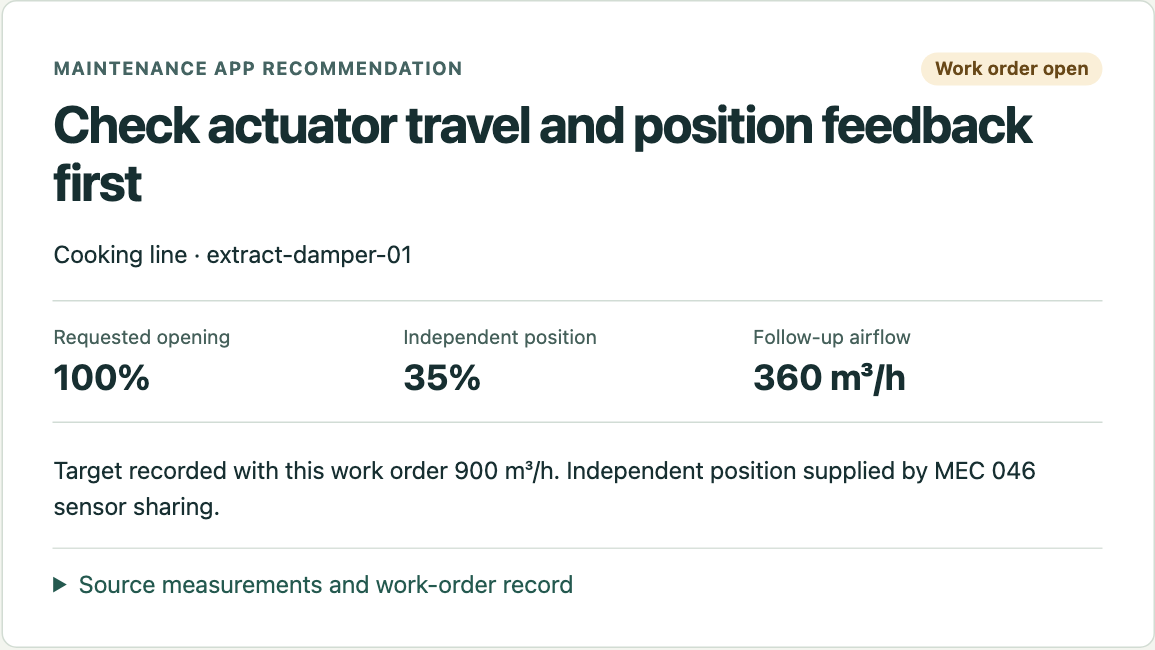 MAINTENANCE APP RECOMMENDATION
Work order open
Check actuator travel and position feedback
first
Cooking line · extract-damper-01
Requested opening
Independent position
Follow-up airflow
100%
35%
360 m³/h
Target recorded with this work order 900 m³/h. Independent position supplied by MEC 046
sensor sharing.
Source measurements and work-order record